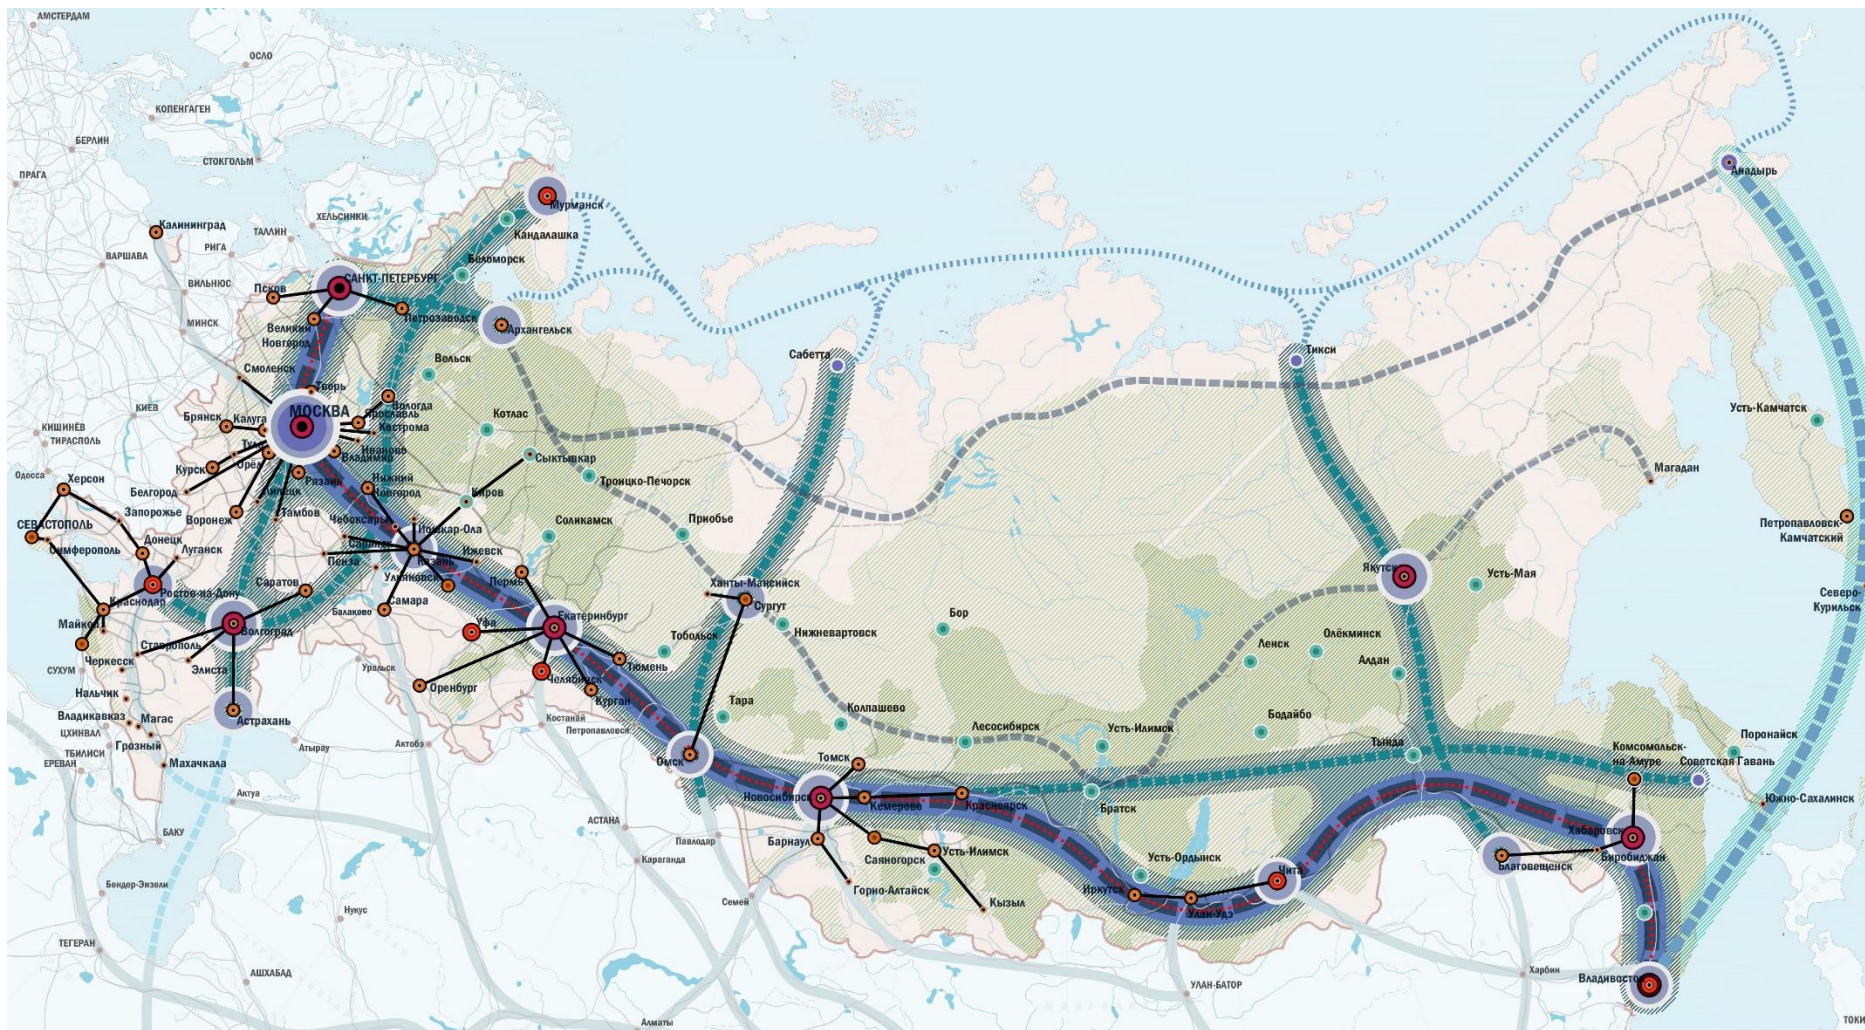 АМСТЕРДАМ
ОСЛО
КОПЕНГАГЕН
БЕРЛИН
СТОКГОЛЬМ
ПРАГА
Анадырь
Мурманск
ХЕЛЬСИНКИ
Калининград
ТАЛЛИН
Кандалашка
РИГА
ВАРШАВА
Беломорск
САНКТ-ПЕТЕРБУРГ
ВИЛЬНЮС
Псков
Петрозаводск
МИНСК
Великий
Новгород
Архангельск
Вельск
Сабетта
Тикси
Смоленск
Тверь
КИЕВ
МОСКВА
Вологда
Ярославль
Кострома
Брянск
Калуга
Котлас
Усть-Камчатск
КИШИНЁВ
ТИРАСПОЛЬ
Тула
Иваново
Владимир
Орёл
Курск
Сыктывкар
Троицко-Печорск
Магадан
Одесса
Херсон
Рязань
Нижний
Новгород
Киров
Белгород
Липецк
Запорожье
Воронеж
Тамбов
Чебоксары
Йошкар-Ола
Соликамск
Приобье
СЕВАСТОПОЛЬ
Симферополь
Донецк
Луганск
Саранск
Казань
Ижевск
Пенза
Петропавловск-
Камчатский
Якутск
Усть-Мая
Саратов
Ульяновск
Пермь
Ханты-Мансийск
Сургут
Ростов-на-Дону
Краснодар
Балаково
Самара
Бор
Северо-
Курильск
Майкоп
Волгоград
Уфа
Екатеринбург
Нижневартовск
Ставрополь
Тобольск
Ленск
Олёкминск
Черкесск
Элиста
СУХУМ
Уральск
Тюмень
Алдан
Оренбург
Челябинск
Курган
Нальчик
Тара
Колпашево
Лесосибирск
Усть-Илимск
Бодайбо
Владикавказ
Магас
Астрахань
ЦХИНВАЛ
Грозный
ТБИЛИСИ
ЕРЕВАН
Махачкала
Атырау
Актобэ
Костанай
Петропавловск
Омск
Томск
Тында
Комсомольск-
на-Амуре
Поронайск
Советская Гавань
Актуа
Новосибирск
Кемерово
Красноярск
Братск
Южно-Сахалинск
БАКУ
АСТАНА
Павлодар
Барнаул
Саяногорск
Усть-Илимск
Усть-Ордынск
Хабаровск
Биробиджан
Благовещенск
Караганда
Бендер-Энзели
Горно-Алтайск
Иркутск
Чита
Нукус
Семей
Кызыл
Улан-Удэ
ТЕГЕРАН
АШХАБАД
Харбин
Владивосток
УЛАН-БАТОР
Алматы
ТОКИ